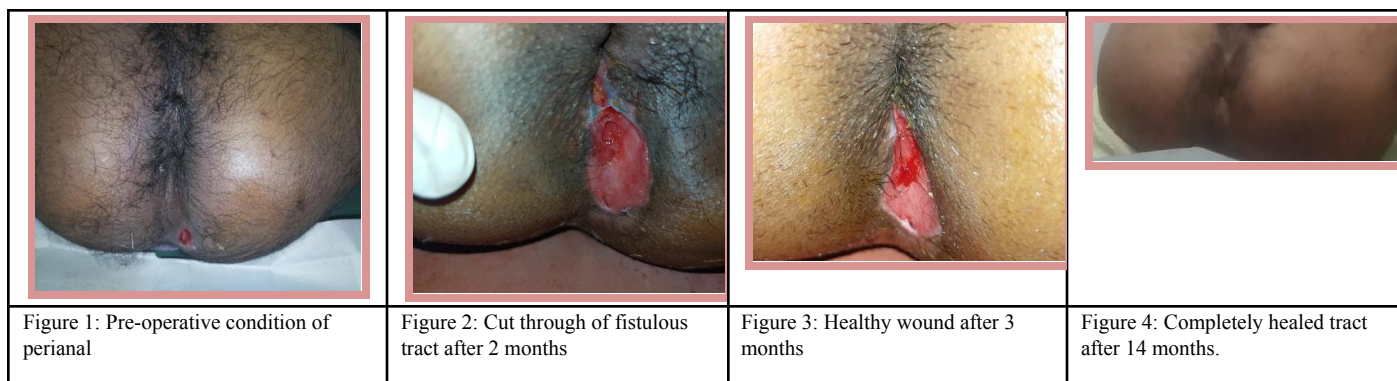 Figure 1: Pre-operative condition of
perianal
Figure 2: Cut through of fistulous
tract after 2 months
Figure 3: Healthy wound after 3
months
Figure 4: Completely healed tract
after 14 months.